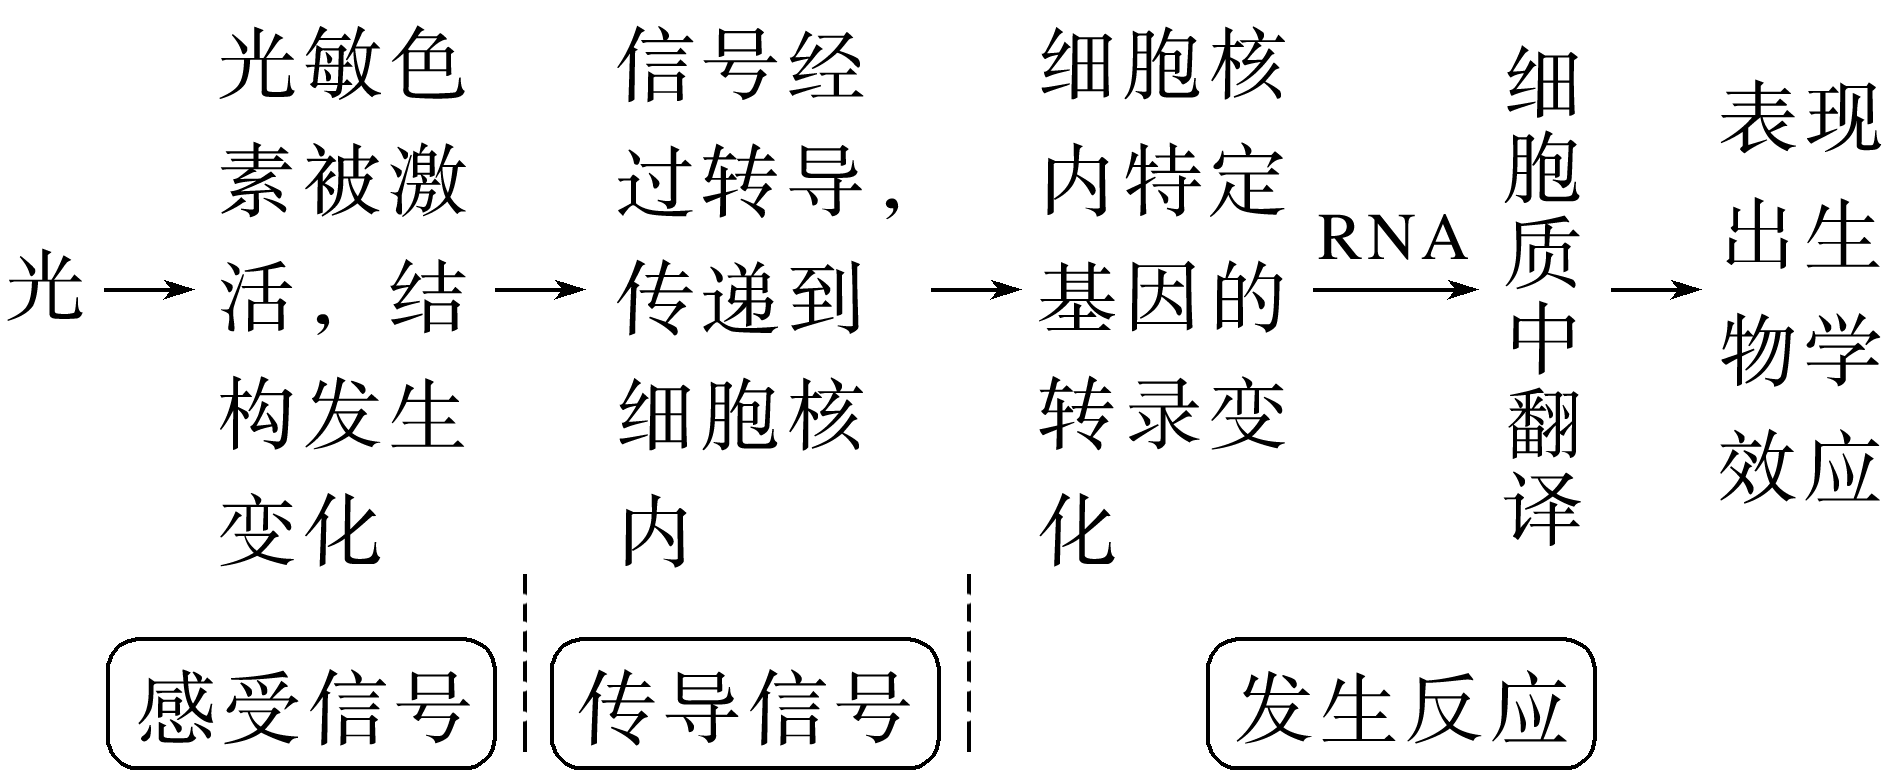 光
光敏色
素被激
活，结
构发生
变化
信号经
过转导，
传递到
细胞核
内
细胞核
内特定
基因的
转录变
化
RNA
细胞质中翻译
表现
出生
物学
效应
感受信号
传导信号
发生反应